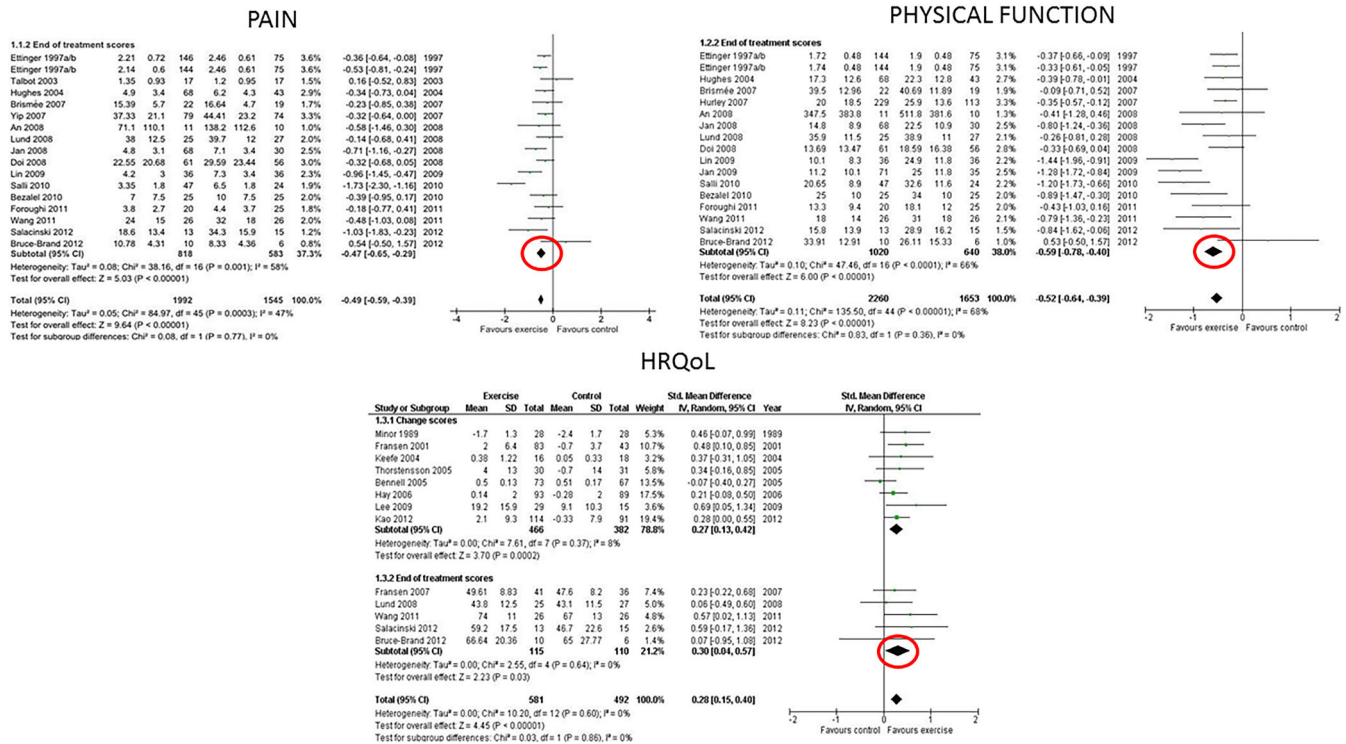 PAIN
1.1.2 End of treatment scores
Ettinger 1997a/b 2.21 0.72 146 2.46 0.61 75 3.6% -0.36 [-0.64, -0.08] 1997
Ettinger 1997a/b 2.14 0.6 144 2.46 0.61 75 3.6% -0.53 [-0.81, -0.24] 1997
Talbot 2003 1.35 0.93 17 1.2 0.95 17 1.5% 0.16 [-0.52, 0.83] 2003
Hughes 2004 4.9 3.4 68 6.2 4.3 43 2.9% -0.34 [-0.73, 0.04] 2004
Brismée 2007 15.39 5.7 22 16.64 4.7 19 1.7% -0.23 [-0.85, 0.38] 2007
Yip 2007 37.33 21.1 79 44.41 23.2 74 3.4% -0.32 [-0.64, 0.00] 2007
An 2008 71.1 110.1 11 138.2 112.6 10 1.0% -0.58 [-1.46, 0.30] 2008
Lund 2008 38 12.5 25 39.7 12 27 2.0% -0.14 [-0.68, 0.41] 2008
Jan 2008 4.8 3.1 68 7.1 3.4 30 2.5% -0.71 [-1.16, -0.27] 2008
Doi 2008 22.55 20.68 61 29.59 23.44 56 3.0% -0.32 [-0.68, 0.05] 2008
Lin 2009 4.2 3 36 7.3 3.4 36 2.2% -0.96 [-1.45, -0.47] 2009
Salli 2010 3.35 1.8 47 6.5 1.8 24 1.9% -1.73 [-2.30, -1.16] 2010
Bezalel 2010 7 7.5 25 10 7.5 25 1.9% -0.39 [-0.95, 0.17] 2010
Foroughi 2011 3.8 2.7 20 4.4 3.7 25 1.8% -0.18 [-0.77, 0.41] 2011
Wang 2011 24 15 26 32 18 26 2.0% -0.48 [-1.03, 0.08] 2011
Salacinski 2012 18.6 13.4 13 34.3 15.9 15 1.2% -1.03 [-1.83, -0.23] 2012
Bruce-Brand 2012 10.78 4.31 10 8.33 4.36 6 0.8% 0.54 [-0.50, 1.57] 2012
Subtotal (95% CI) 818 583 37.3% -0.47 [-0.65, -0.29]
Heterogeneity: Tau² = 0.08; Chi² = 38.16, df = 16 (P = 0.001); I² = 58%
Test for overall effect: Z = 5.03 (P < 0.00001)
Total (95% CI) 1992 1545 100.0% -0.49 [-0.59, -0.39]
Heterogeneity: Tau² = 0.05; Chi² = 84.97, df = 45 (P = 0.0003); I² = 47%
Test for overall effect: Z = 9.64 (P < 0.00001)
Test for subgroup differences: Chi² = 0.08, df = 1 (P = 0.77), I² = 0%
-4 -2 0 2 4
Favours exercise Favours control
PHYSICAL FUNCTION
1.2.2 End of treatment scores
Ettinger 1997a/b 1.72 0.48 144 1.9 0.48 75 -0.37 [-0.66, -0.09] 1997
Ettinger 1997a/b 1.74 0.48 144 1.9 0.48 75 -0.33 [-0.61, -0.05] 1997
Hughes 2004 17.3 12.6 68 22.3 12.8 43 -0.39 [-0.78, -0.01] 2004
Brismée 2007 39.5 12.96 22 40.69 11.89 19 -0.09 [-0.71, 0.52] 2007
Hurley 2007 20 18.5 229 25.9 13.6 113 -0.35 [-0.57, -0.12] 2007
An 2008 347.5 383.8 11 511.8 381.6 10 -0.41 [-1.28, 0.46] 2008
Jan 2008 14.8 8.9 68 22.5 10.9 30 -0.80 [-1.24, -0.36] 2008
Lund 2008 35.9 11.5 25 38.9 11 27 -0.26 [-0.81, 0.28] 2008
Doi 2008 13.69 13.47 61 18.59 16.38 56 -0.33 [-0.69, 0.04] 2008
Lin 2009 10.1 8.3 36 24.9 11.8 36 -1.44 [-1.96, -0.91] 2009
Jan 2009 11.2 10.1 71 25 11.8 35 -1.28 [-1.72, -0.84] 2009
Salli 2010 20.65 8.9 47 32.6 11.6 24 -1.20 [-1.73, -0.66] 2010
Bezalel 2010 25 10 25 34 10 25 -0.89 [-1.47, -0.30] 2010
Foroughi 2011 13.3 9.4 20 18.1 12 25 -0.43 [-1.03, 0.16] 2011
Wang 2011 18 14 26 31 18 26 -0.79 [-1.36, -0.23] 2011
Salacinski 2012 15.8 13.9 13 28.9 16.2 15 -0.84 [-1.62, -0.06] 2012
Bruce-Brand 2012 33.91 12.91 10 26.11 15.33 6 0.53 [-0.50, 1.57] 2012
Subtotal (95% CI) 1020 640 38.0% -0.59 [-0.78, -0.40]
Heterogeneity: Tau² = 0.10; Chi² = 47.46, df = 16 (P < 0.0001); I² = 66%
Test for overall effect: Z = 6.00 (P < 0.00001)
Total (95% CI) 2260 1653 100.0% -0.52 [-0.64, -0.39]
Heterogeneity: Tau² = 0.11; Chi² = 135.50, df = 44 (P < 0.00001); I² = 68%
Test for overall effect: Z = 8.23 (P < 0.00001)
Test for subgroup differences: Chi² = 0.83, df = 1 (P = 0.36), I² = 0%
-2 -1 0 1 2
Favours exercise Favours control
HRQoL
Exercise Control Std. Mean Difference Std. Mean Difference
Study or Subgroup Mean SD Total Mean SD Total Weight IV, Random, 95% CI Year IV, Random, 95% CI
1.3.1 Change scores
Minor 1989 -1.7 1.3 28 -2.4 1.7 28 5.3% 0.46 [-0.07, 0.99] 1989
Fransen 2001 2 6.4 83 -0.7 3.7 43 10.7% 0.48 [0.10, 0.85] 2001
Keefe 2004 0.38 1.22 16 0.05 0.33 18 3.2% 0.37 [-0.31, 1.05] 2004
Thorstensson 2005 4 13 30 -0.7 14 31 5.8% 0.34 [-0.16, 0.85] 2005
Bennell 2005 0.5 0.13 73 0.51 0.17 67 13.5% -0.07 [-0.40, 0.27] 2005
Hay 2006 0.14 2 93 -0.28 2 89 17.2% 0.21 [-0.08, 0.50] 2006
Lee 2009 19.2 15.9 29 9.1 10.3 15 3.7% 0.69 [0.05, 1.34] 2009
Kao 2012 2.1 9.3 114 -0.33 7.9 91 19.4% 0.28 [0.00, 0.55] 2012
Subtotal (95% CI) 466 382 78.8% 0.27 [0.13, 0.42]
Heterogeneity: Tau² = 0.00; Chi² = 7.61, df = 7 (P = 0.37); I² = 8%
Test for overall effect: Z = 3.70 (P = 0.0002)
1.3.2 End of treatment scores
Fransen 2007 49.61 8.83 41 47.6 8.2 36 7.4% 0.23 [-0.22, 0.68] 2007
Lund 2008 43.8 12.5 25 43.1 11.5 27 5.0% 0.06 [-0.49, 0.60] 2008
Wang 2011 74 11 26 67 13 26 4.9% 0.57 [0.02, 1.13] 2011
Salacinski 2012 59.2 17.5 13 46.7 22.6 15 2.6% 0.59 [-0.17, 1.36] 2012
Bruce-Brand 2012 66.64 20.36 10 65 27.77 6 1.4% 0.07 [-0.95, 1.08] 2012
Subtotal (95% CI) 115 110 21.2% 0.30 [0.04, 0.57]
Heterogeneity: Tau² = 0.00; Chi² = 2.55, df = 4 (P = 0.64); I² = 0%
Test for overall effect: Z = 2.23 (P = 0.03)
Total (95% CI) 581 492 100.0% 0.28 [0.15, 0.40]
Heterogeneity: Tau² = 0.00; Chi² = 10.20, df = 12 (P = 0.60); I² = 0%
Test for overall effect: Z = 4.45 (P < 0.00001)
Test for subgroup differences: Chi² = 0.03, df = 1 (P = 0.86), I² = 0%
-2 -1 0 1 2
Favours control Favours exercise